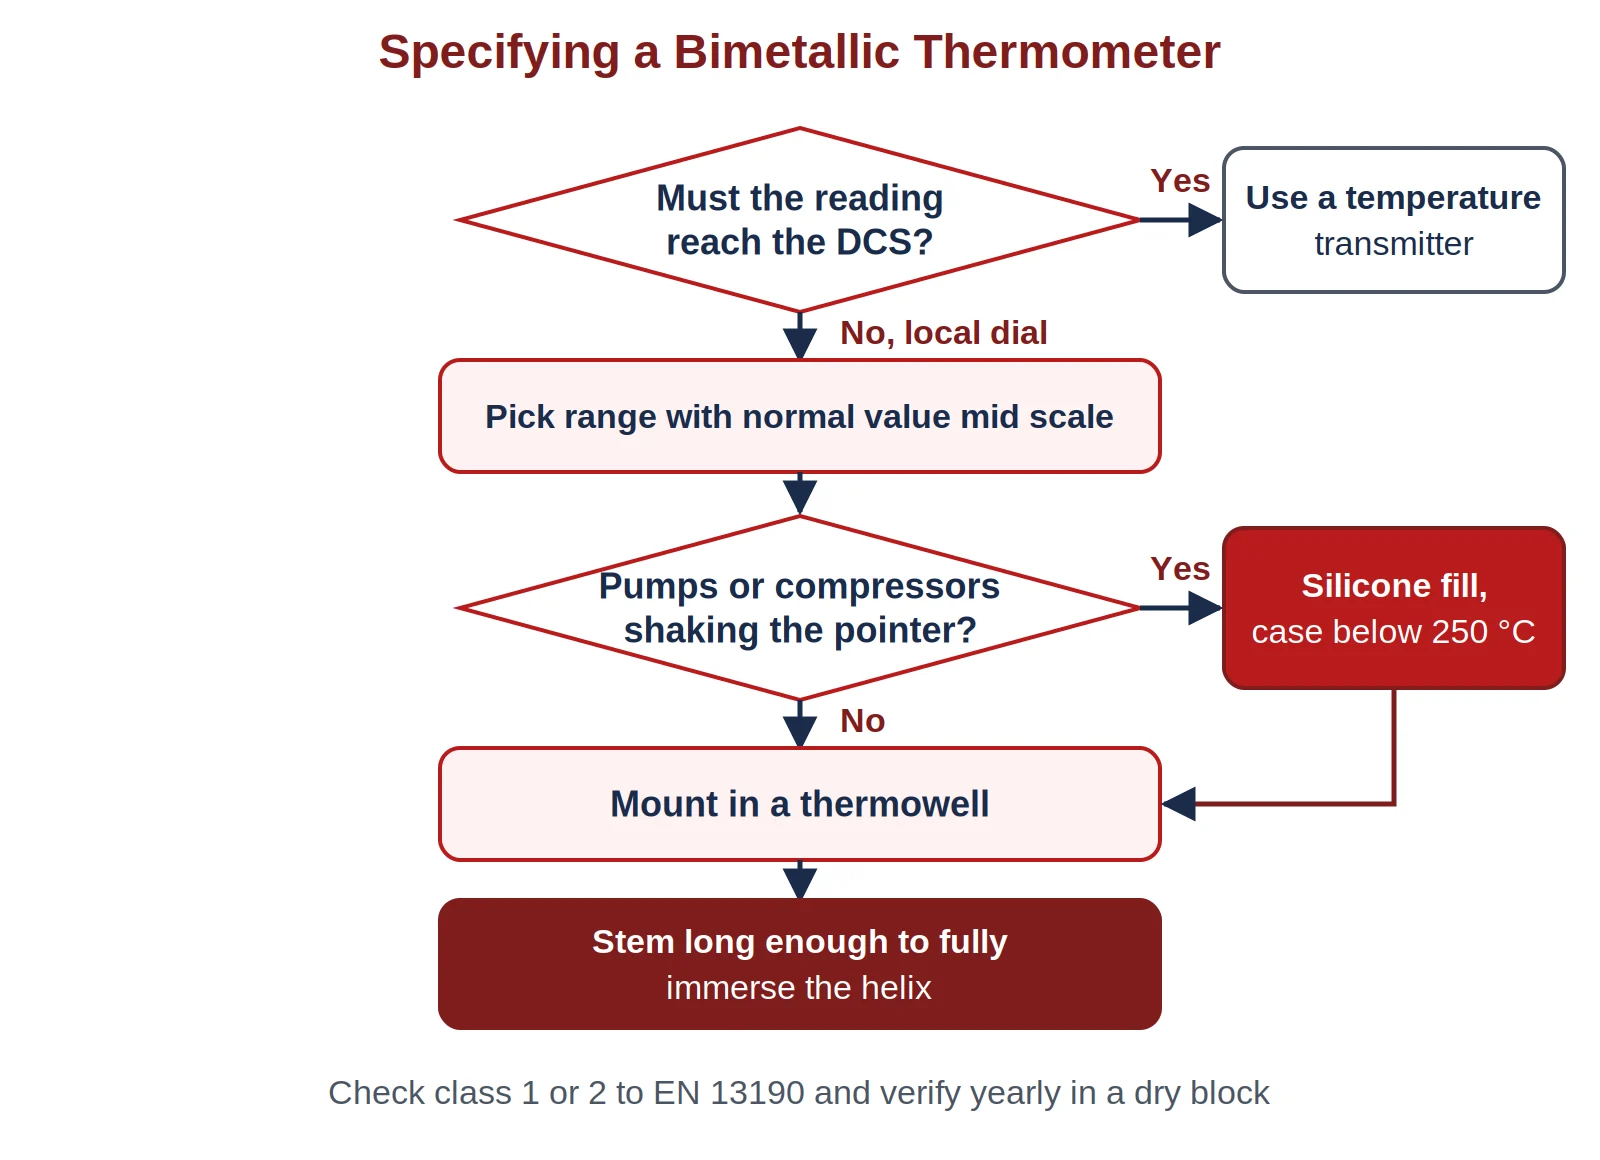 Specifying a Bimetallic Thermometer
Must the reading
reach the DCS?
Yes
Use a temperature
transmitter
No, local dial
Pick range with normal value mid scale
Pumps or compressors
shaking the pointer?
Yes
Silicone fill,
case below 250 °C
No
Mount in a thermowell
Stem long enough to fully
immerse the helix
Check class 1 or 2 to EN 13190 and verify yearly in a dry block